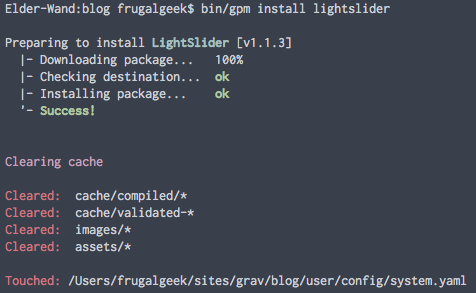 Elder-Wand:blog frugalgeek$ bin/gpm install lightslider
Preparing to install LightSlider [v1.1.3]
|- Downloading package... 100%
|- Checking destination... ok
|- Installing package... ok
'- Success!
Clearing cache
Cleared: cache/compiled/*
Cleared: cache/validated-*
Cleared: images/*
Cleared: assets/*
Touched: /Users/frugalgeek/sites/grav/blog/user/config/system.yaml